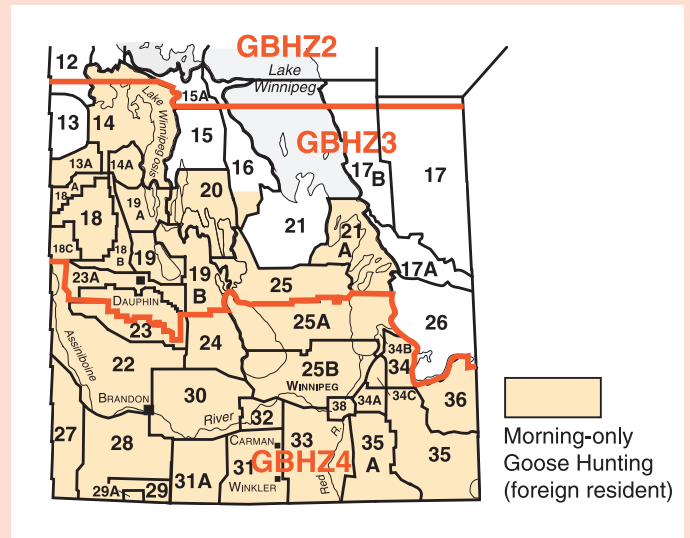 GBHZ2
12
Lake
Winnipeg
15A
Lake Winnipegosis
13
14
15
GBHZ3
13A
14A
16
17
B
17
18
A
20
18
19
A
21
21
A
18C
18
B
19
17A
23A
19
B
25
DAUPHIN
23
25A
26
24
34B
22
25B
34
Assiniboine
WINNIPEG
30
34A
34C
36
BRANDON
River
32
38
R.
27
28
CARMAN
33
35
A
35
31
GBHZ4
31A
WINKLER
Red
29A
29
Morning-only
Goose Hunting
(foreign resident)